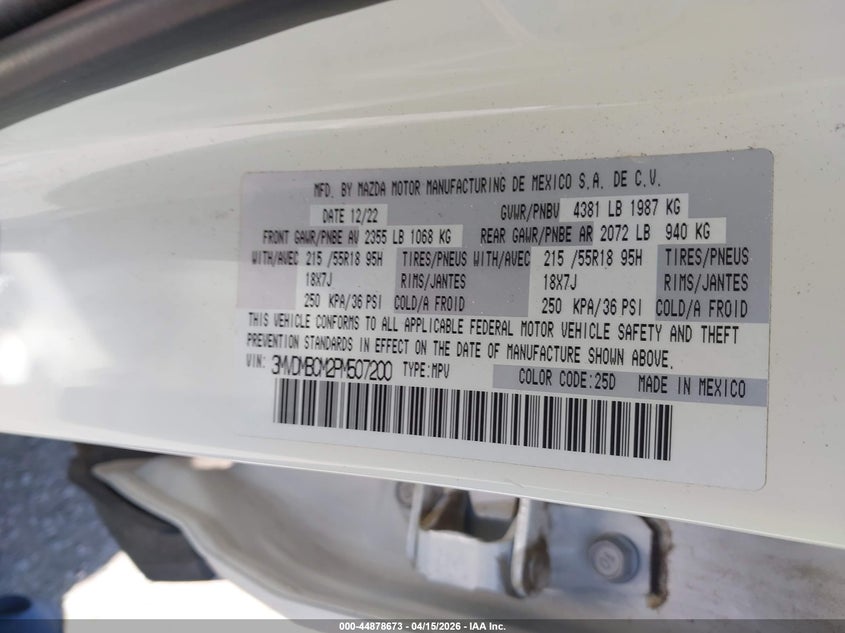 MFD. BY MAZDA MOTOR MANUFACTURING DE MEXICO S.A. DE C.V.
DATE 12/22 GVWR/PNBV 4381 LB 1987 KG
FRONT GAWR/PNBE AV 2355 LB 1068 KG REAR GAWR/PNBE AR 2072 LB 940 KG
WITH/AVEC 215 /55R18 95H TIRES/PNEUS WITH/AVEC 215 /55R18 95H TIRES/PNEUS
18X7J RIMS/JANTES 18X7J RIMS/JANTES
250 KPA/36 PSI COLD/A FROID 250 KPA/36 PSI COLD/A FROID
THIS VEHICLE CONFORMS TO ALL APPLICABLE FEDERAL MOTOR VEHICLE SAFETY AND THEFT
PREVENTION STANDARDS IN EFFECT ON THE DATE OF MANUFACTURE SHOWN ABOVE.
VIN: 3MVDMBCM2PM507200 TYPE:MPV COLOR CODE:25D MADE IN MEXICO
000-44878673 - 04/15/2026 - IAA Inc.